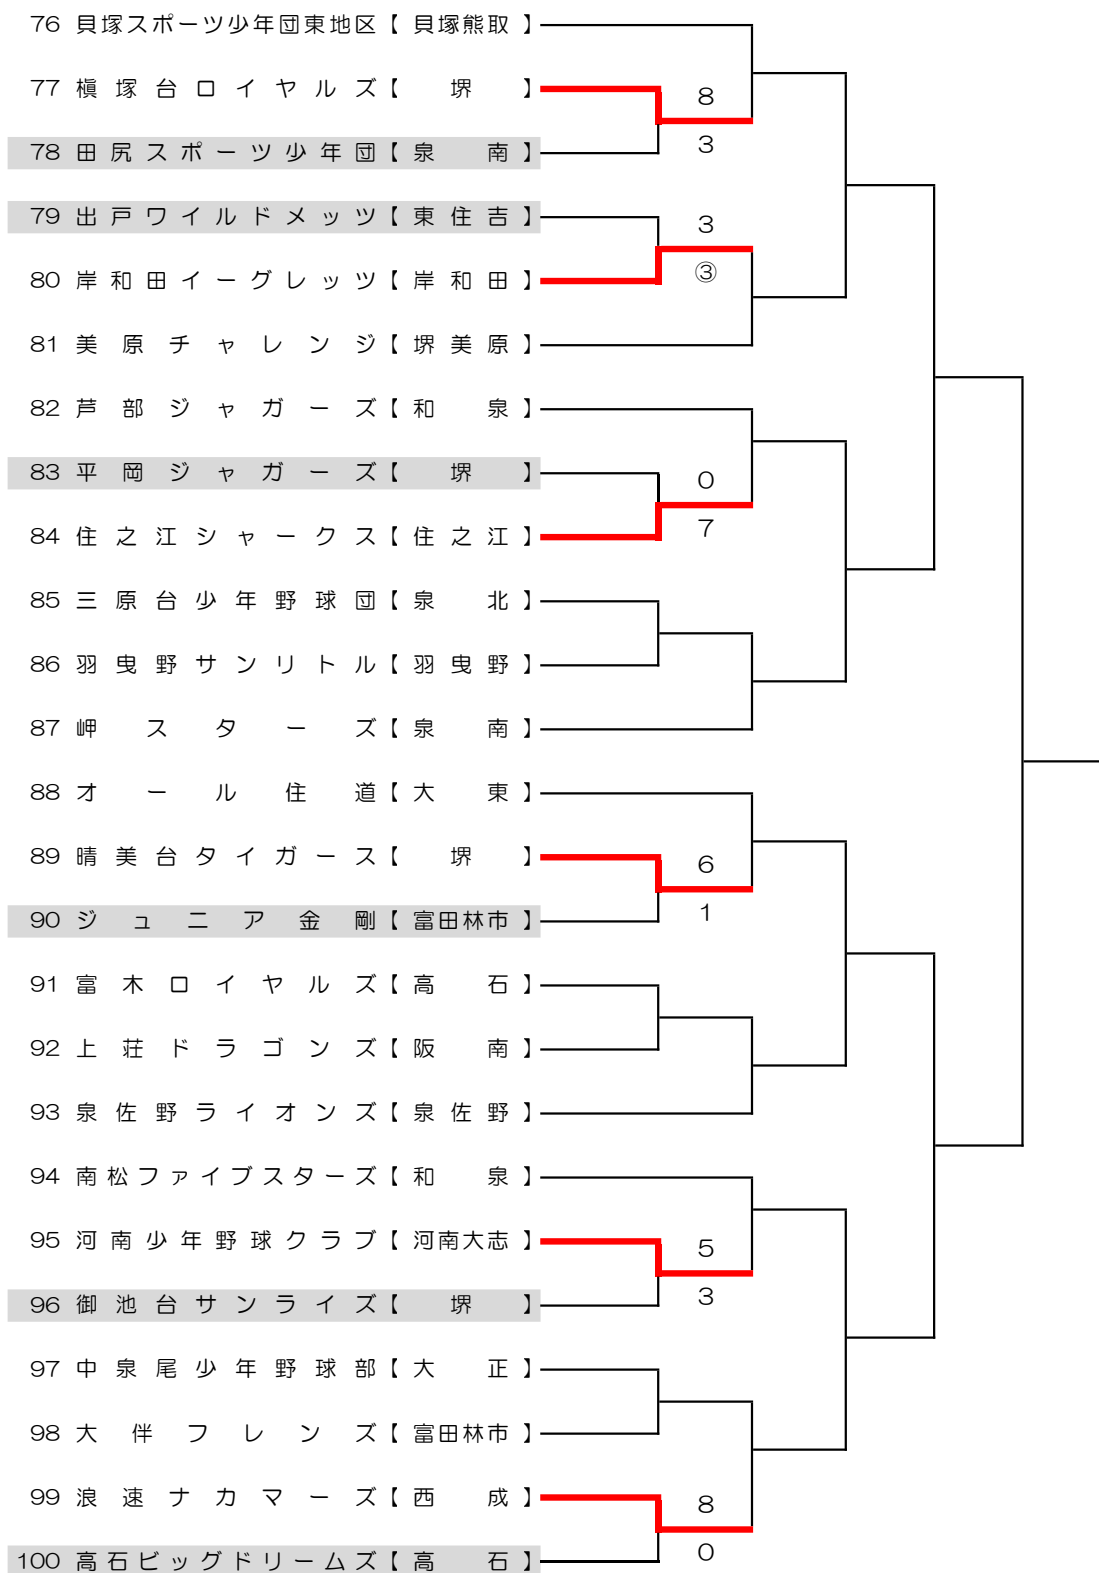 76 貝塚スポーツ少年団東地区【 貝塚熊取 】
77 槇塚台ロイヤルズ【 堺 】
8
78 田尻スポーツ少年団【 泉南 】
3
79 出戸ワイルドメッツ【 東住吉 】
3
80 岸和田イーグレッツ【 岸和田 】
③
81 美原チャレンジ【 堺美原 】
82 芦部ジャガーズ【 和泉 】
83 平岡ジャガーズ【 堺 】
0
84 住之江シャークス【 住之江 】
7
85 三原台少年野球団【 泉北 】
86 羽曳野サンリトル【 羽曳野 】
87 岬スターズ【 泉南 】
88 オール住道【 大東 】
89 晴美台タイガース【 堺 】
6
90 ジュニア金剛【 富田林市 】
1
91 富木ロイヤルズ【 高石 】
92 上荘ドラゴンズ【 阪南 】
93 泉佐野ライオンズ【 泉佐野 】
94 南松ファイブスターズ【 和泉 】
95 河南少年野球クラブ【 河南大志 】
5
96 御池台サンライズ【 堺 】
3
97 中泉尾少年野球部【 大正 】
98 大伴フレンズ【 富田林市 】
99 浪速ナカマーズ【 西成 】
8
100 高石ビッグドリームズ【 高石 】
0